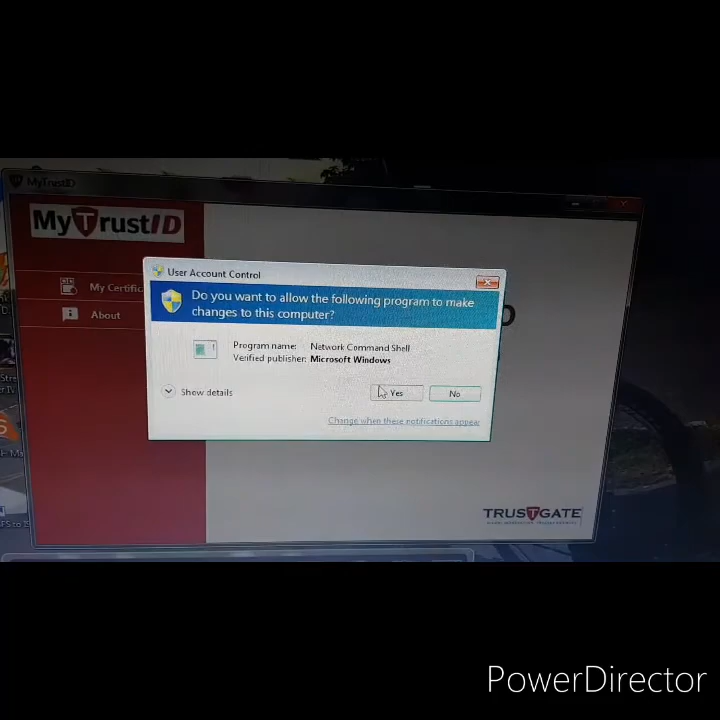 MyTrustID
MyTrustID
User Account Control
Do you want to allow the following program to make
changes to this computer?
My Certific
About
Program name: Network Command Shell
Verified publisher: Microsoft Windows
Show details
Yes
No
Change when these notifications appear
TRUSTGATE
PowerDirector